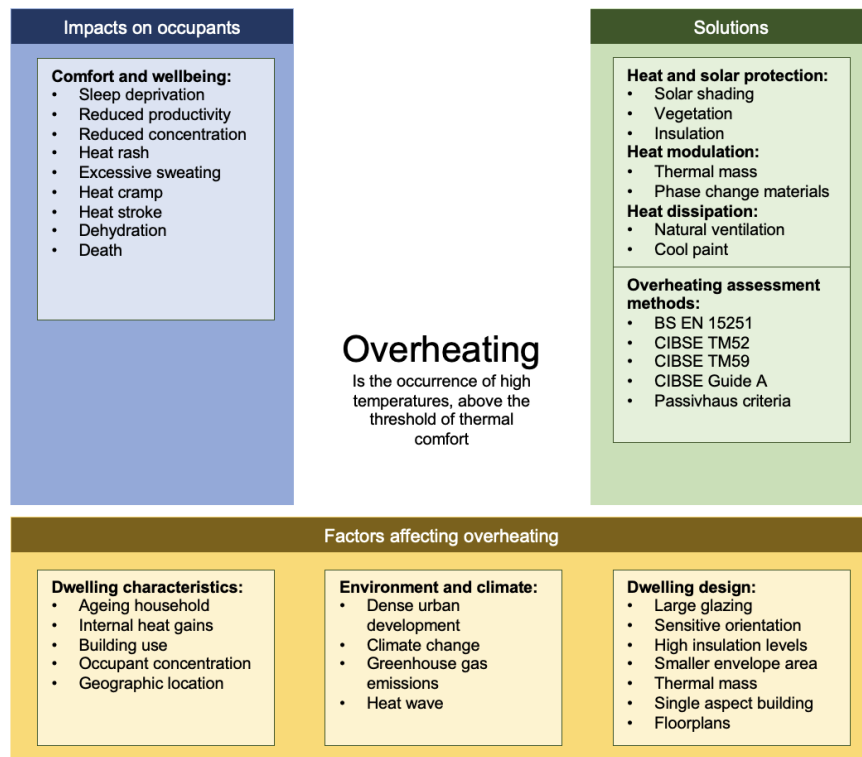 Impacts on occupants
Comfort and wellbeing:
• Sleep deprivation
• Reduced productivity
• Reduced concentration
• Heat rash
• Excessive sweating
• Heat cramp
• Heat stroke
• Dehydration
• Death
Overheating
Is the occurrence of high
temperatures, above the
threshold of thermal
comfort
Solutions
Heat and solar protection:
• Solar shading
• Vegetation
• Insulation
Heat modulation:
• Thermal mass
• Phase change materials
Heat dissipation:
• Natural ventilation
• Cool paint
Overheating assessment
methods:
• BS EN 15251
• CIBSE TM52
• CIBSE TM59
• CIBSE Guide A
• Passivhaus criteria
Factors affecting overheating
Dwelling characteristics:
• Ageing household
• Internal heat gains
• Building use
• Occupant concentration
• Geographic location
Environment and climate:
• Dense urban
development
• Climate change
• Greenhouse gas
emissions
• Heat wave
Dwelling design:
• Large glazing
• Sensitive orientation
• High insulation levels
• Smaller envelope area
• Thermal mass
• Single aspect building
• Floorplans